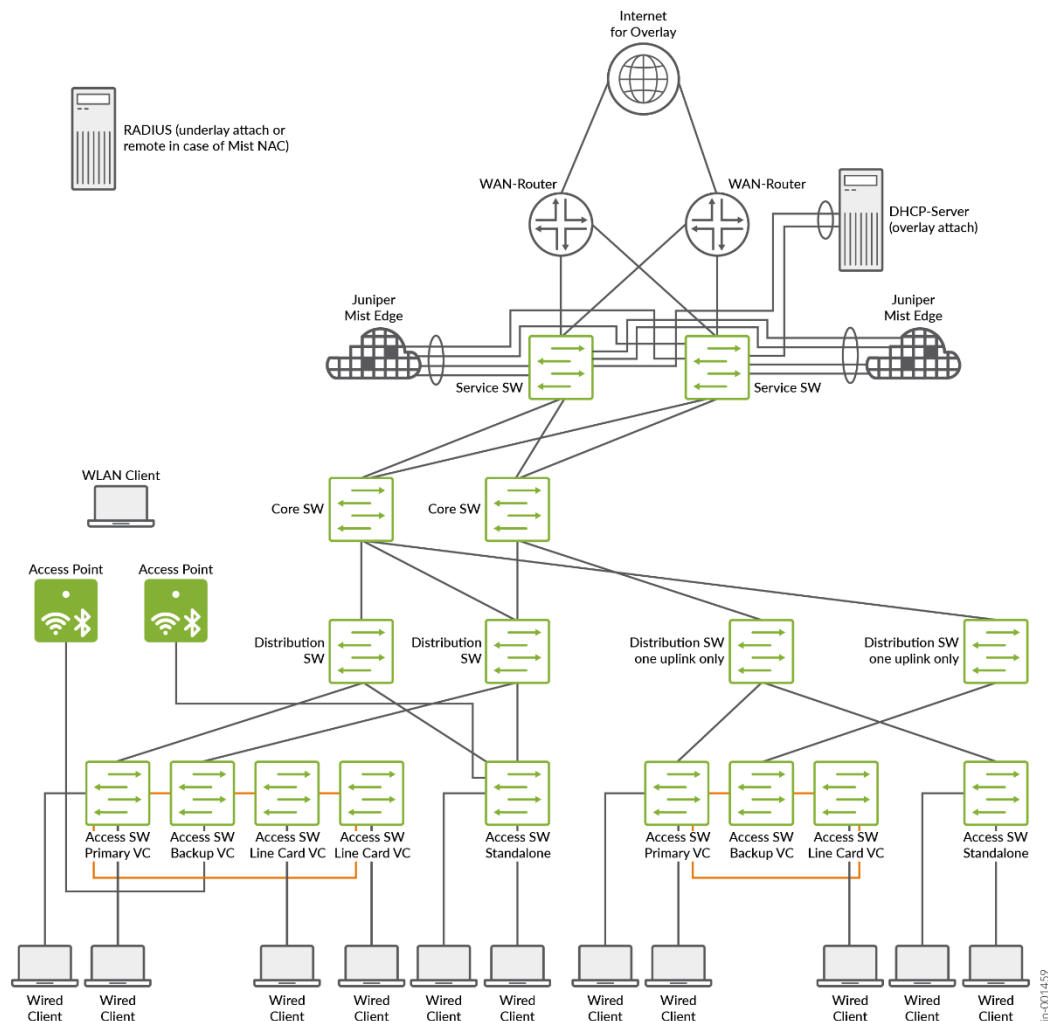 Internet
for Overlay
RADIUS (underlay attach or
remote in case of Mist NAC)
WAN-Router
WAN-Router
DHCP-Server
(overlay attach)
Juniper
Mist Edge
Juniper
Mist Edge
Service SW
Service SW
WLAN Client
Core SW
Core SW
Access Point
Access Point
Distribution
SW
Distribution
SW
Distribution SW
one uplink only
Distribution SW
one uplink only
Access SW
Primary VC
Access SW
Backup VC
Access SW
Line Card VC
Access SW
Line Card VC
Access SW
Standalone
Access SW
Primary VC
Access SW
Backup VC
Access SW
Line Card VC
Access SW
Standalone
Wired
Client
Wired
Client
Wired
Client
Wired
Client
Wired
Client
Wired
Client
Wired
Client
Wired
Client
Wired
Client
Wired
Client
Wired
Client
jn-001459